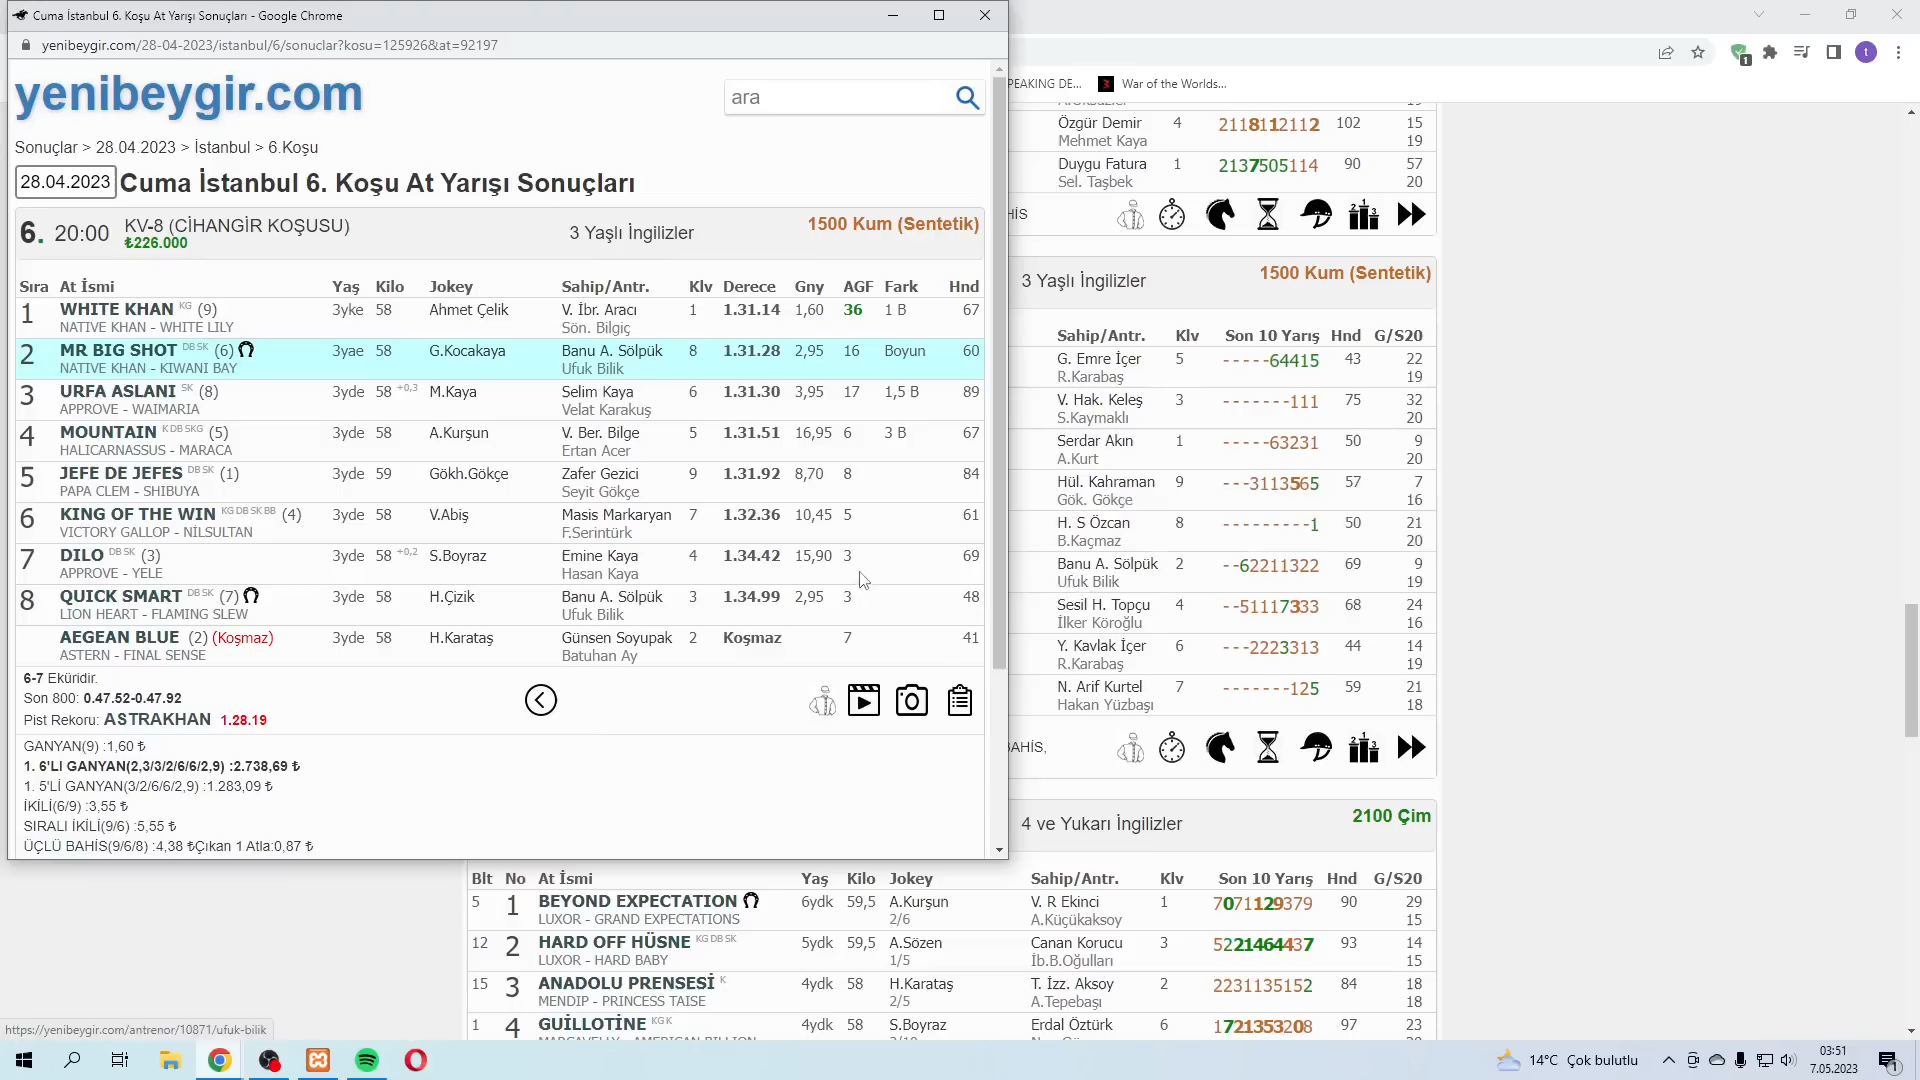 Cuma İstanbul 6. Koşu At Yarışı Sonuçları - Google Chrome
yenibeygir.com/28-04-2023/istanbul/6/sonuclar?kosu=125926&at=92197
yenibeygir.com
ara
Sonuçlar > 28.04.2023 > İstanbul > 6.Koşu
28.04.2023 Cuma İstanbul 6. Koşu At Yarışı Sonuçları
6. 20:00 KV-8 (CİHANGİR KOŞUSU) 3 Yaşlı İngilizler 1500 Kum (Sentetik)
₺226.000
Sıra At İsmi Yaş Kilo Jokey Sahip/Antr. Klv Derece Gny AGF Fark Hnd
1 WHITE KHAN KG (9) 3yke 58 Ahmet Çelik V. İbr. Aracı 1 1.31.14 1,60 36 1 B 67
NATIVE KHAN - WHITE LILY Sön. Bilgiç
2 MR BIG SHOT DB SK (6) 3yae 58 G.Kocakaya Banu A. Sölpük 8 1.31.28 2,95 16 Boyun 60
NATIVE KHAN - KIWANI BAY Ufuk Bilik
3 URFA ASLANI SK (8) 3yde 58 +0,3 M.Kaya Selim Kaya 6 1.31.30 3,95 17 1,5 B 89
APPROVE - WAIMARIA Velat Karakuş
4 MOUNTAIN K DB SKG (5) 3yde 58 A.Kurşun V. Ber. Bilge 5 1.31.51 16,95 6 3 B 67
HALICARNASSUS - MARACA Ertan Acer
5 JEFE DE JEFES DB SK (1) 3yde 59 Gökh.Gökçe Zafer Gezici 9 1.31.92 8,70 8 84
PAPA CLEM - SHIBUYA Seyit Gökçe
6 KING OF THE WIN KG DB SK BB (4) 3yde 58 V.Abiş Masis Markaryan 7 1.32.36 10,45 5 61
VICTORY GALLOP - NİLSULTAN F.Serintürk
7 DILO DB SK (3) 3yde 58 +0,2 S.Boyraz Emine Kaya 4 1.34.42 15,90 3 69
APPROVE - YELE Hasan Kaya
8 QUICK SMART DB SK (7) 3yde 58 H.Çizik Banu A. Sölpük 3 1.34.99 2,95 3 48
LION HEART - FLAMING SLEW Ufuk Bilik
AEGEAN BLUE (2) (Koşmaz) 3yde 58 H.Karataş Günsen Soyupak 2 Koşmaz 7 41
ASTERN - FINAL SENSE Batuhan Ay
6-7 Eküridir.
Son 800: 0.47.52-0.47.92
Pist Rekoru: ASTRAKHAN 1.28.19
GANYAN(9) :1,60 ₺
1. 6'LI GANYAN(2,3/3/2/6/6/2,9) :2.738,69 ₺
1. 5'Lİ GANYAN(3/2/6/6/2,9) :1.283,09 ₺
İKİLİ(6/9) :3,55 ₺
SIRALI İKİLİ(9/6) :5,55 ₺
ÜÇLÜ BAHİS(9/6/8) :4,38 ₺Çıkan 1 Atla:0,87 ₺
PEAKING DE... War of the Worlds...
1
t
Özgür Demir 4 2118112112 102 15
Mehmet Kaya 19
Duygu Fatura 1 2137505114 90 57
Sel. Taşbek 20
HİS
3 Yaşlı İngilizler 1500 Kum (Sentetik)
Sahip/Antr. Klv Son 10 Yarış Hnd G/S20
G. Emre İçer 5 -----64415 43 22
R.Karabaş 19
V. Hak. Keleş 3 -------111 75 32
S.Kaymaklı 20
Serdar Akın 1 -----63231 50 9
A.Kurt 20
Hül. Kahraman 9 ---3113565 57 7
Gök. Gökçe 16
H. S Özcan 8 ---------1 50 21
B.Kaçmaz 20
Banu A. Sölpük 2 --62211322 69 9
Ufuk Bilik 19
Sesil H. Topçu 4 --51117333 68 24
İlker Köroğlu 16
Y. Kavlak İçer 6 ---2223313 44 14
R.Karabaş 19
N. Arif Kurtel 7 -------125 59 21
Hakan Yüzbaşı 18
BAHİS,
4 ve Yukarı İngilizler 2100 Çim
Blt No At İsmi Yaş Kilo Jokey Sahip/Antr. Klv Son 10 Yarış Hnd G/S20
5 1 BEYOND EXPECTATION 6ydk 59,5 A.Kurşun V. R Ekinci 1 7071129379 90 29
LUXOR - GRAND EXPECTATIONS 2/6 A.Küçükaksoy 15
12 2 HARD OFF HÜSNE KG DB SK 5ydk 59,5 A.Sözen Canan Korucu 3 5221464437 93 14
LUXOR - HARD BABY 1/5 İb.B.Oğulları 15
15 3 ANADOLU PRENSESİ K 4ydk 58 H.Karataş T. İzz. Aksoy 2 2231135152 84 18
MENDIP - PRINCESS TAISE 2/5 A.Tepebaşı 18
1 4 GUİLLOTİNE KG K 4ydk 58 S.Boyraz Erdal Öztürk 6 1721353208 97 23
https://yenibeygir.com/antrenor/10871/ufuk-bilik
14°C Çok bulutlu
03:51
7.05.2023
1